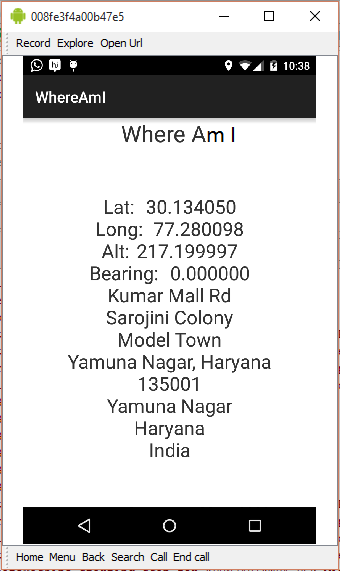 008fe3f4a00b47e5
Record Explore Open Url
10:38
WhereAmI
Where Am I
Lat: 30.134050
Long: 77.280098
Alt: 217.199997
Bearing: 0.000000
Kumar Mall Rd
Sarojini Colony
Model Town
Yamuna Nagar, Haryana
135001
Yamuna Nagar
Haryana
India
Home Menu Back Search Call End call